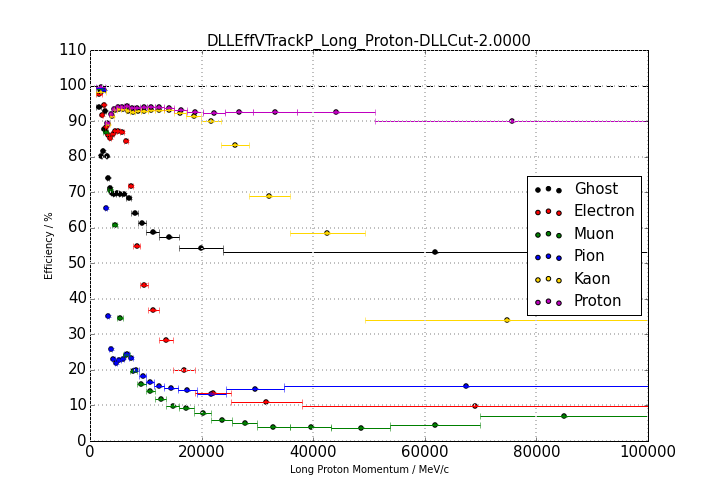 DLLEffVTrackP_Long_Proton-DLLCut-2.0000
110
100
90
80
70
60
50
40
30
20
10
0
Efficiency / %
Ghost
Electron
Muon
Pion
Kaon
Proton
0 20000 40000 60000 80000 100000
Long Proton Momentum / MeV/c